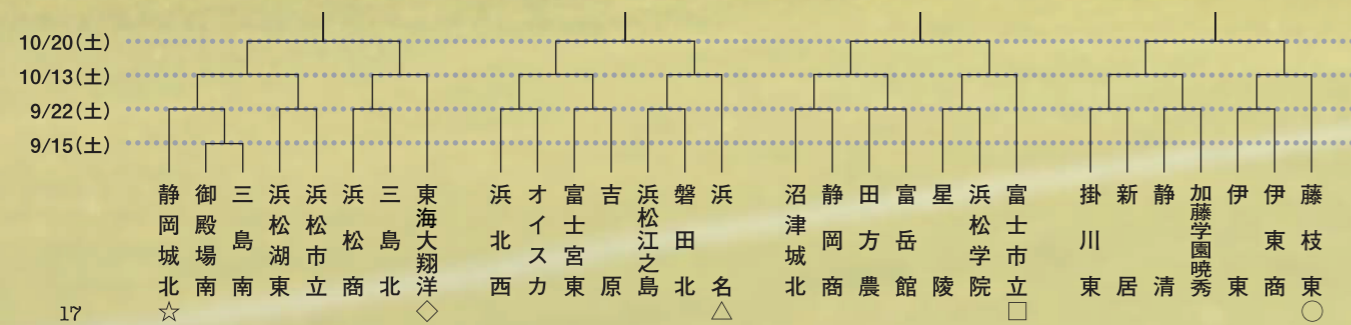 10/20(土)
10/13(土)
9/22(土)
9/15(土)
静岡城北☆
御殿場南
三島南
浜松湖東
浜松市立
浜松商
三島北
東海大翔洋◇
浜北西
オイスカ
富士宮東
吉原
浜松江之島
磐田北
浜名△
沼津城北
静岡商
田方農
富岳館
星陵
浜松学院
富士市立□
掛川東
新居
静清
加藤学園暁秀
伊東
伊東商
藤枝東○
17